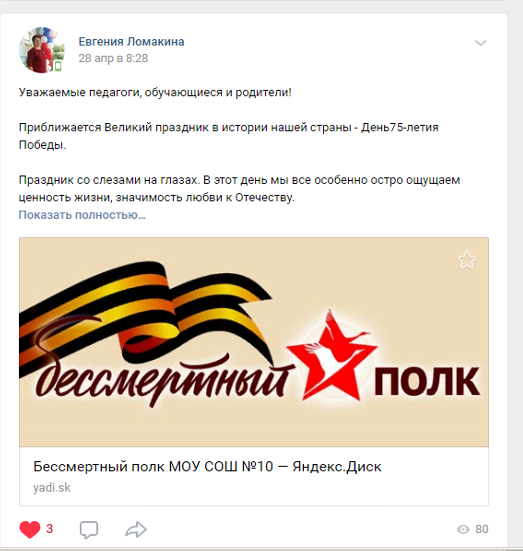 Евгения Ломакина
28 апр в 8:28
Уважаемые педагоги, обучающиеся и родители!
Приближается Великий праздник в истории нашей страны - День75-летия
Победы.
Праздник со слезами на глазах. В этот день мы все особенно остро ощущаем
ценность жизни, значимость любви к Отечеству.
Показать полностью...
бессмертный полк
Бессмертный полк МОУ СОШ №10 — Яндекс.Диск
yadi.sk
3
80